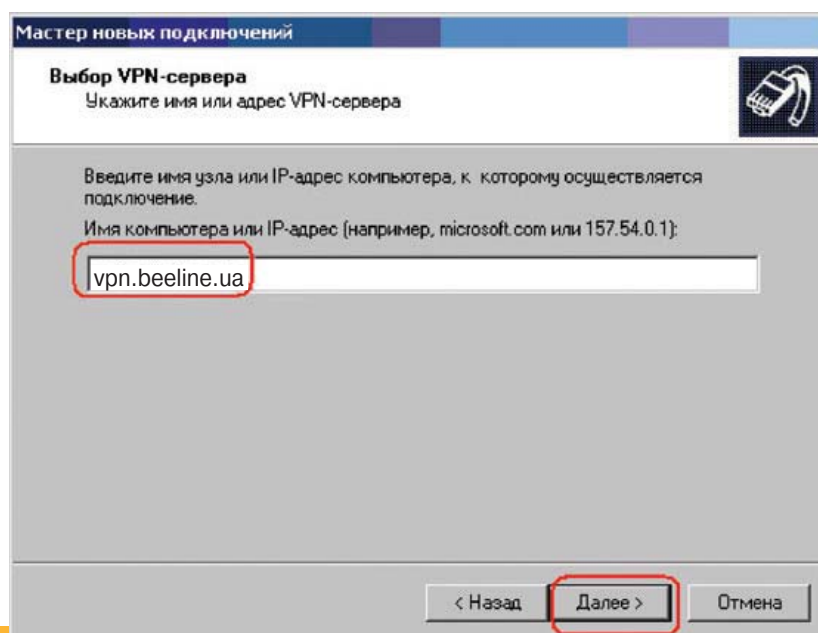 Мастер новых подключений
Выбор VPN-сервера
Укажите имя или адрес VPN-сервера
Введите имя узла или IP-адрес компьютера, к которому осуществляется
подключение.
Имя компьютера или IP-адрес (например, microsoft.com или 157.54.0.1):
vpn.beeline.ua
< Назад
Далее >
Отмена